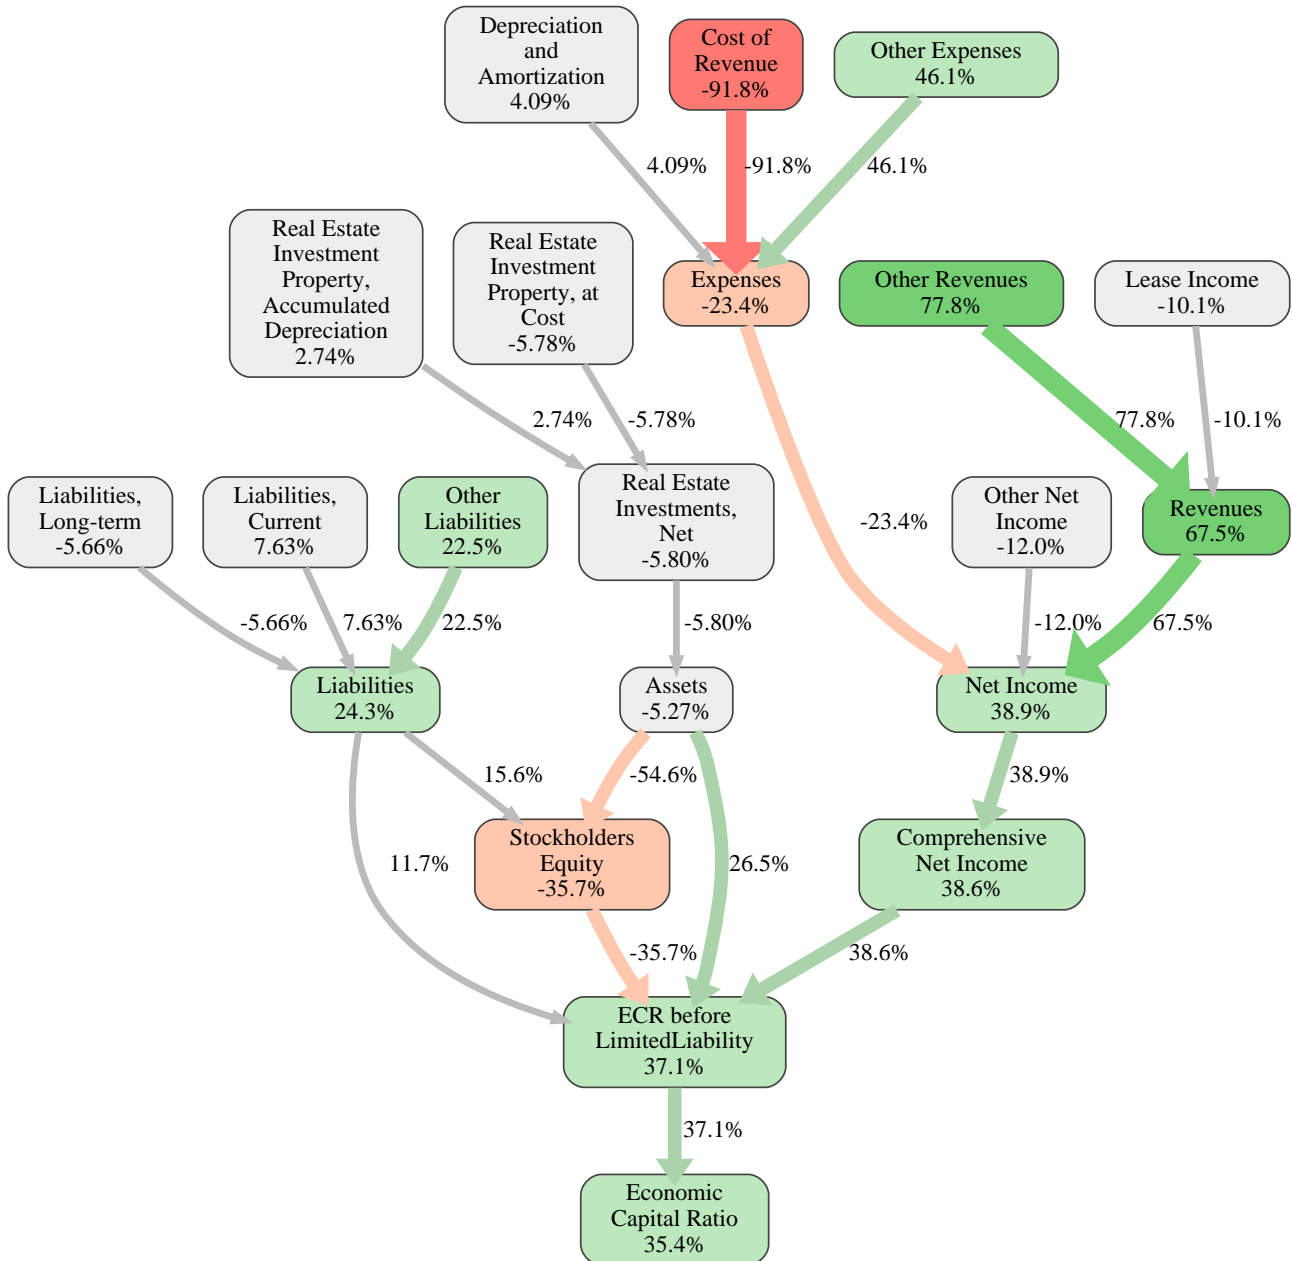 Depreciation
and
Amortization
4.09%
Cost of
Revenue
-91.8%
Other Expenses
46.1%
4.09%
-91.8%
46.1%
Real Estate
Investment
Property,
Accumulated
Depreciation
2.74%
Real Estate
Investment
Property, at
Cost
-5.78%
Expenses
-23.4%
Other Revenues
77.8%
Lease Income
-10.1%
2.74%
-5.78%
77.8%
-10.1%
Liabilities,
Long-term
-5.66%
Liabilities,
Current
7.63%
Other
Liabilities
22.5%
Real Estate
Investments,
Net
-5.80%
-23.4%
Other Net
Income
-12.0%
Revenues
67.5%
-5.66%
7.63%
22.5%
-5.80%
-12.0%
67.5%
Liabilities
24.3%
Assets
-5.27%
Net Income
38.9%
15.6%
-54.6%
38.9%
11.7%
Stockholders
Equity
-35.7%
26.5%
Comprehensive
Net Income
38.6%
-35.7%
38.6%
ECR before
LimitedLiability
37.1%
37.1%
Economic
Capital Ratio
35.4%